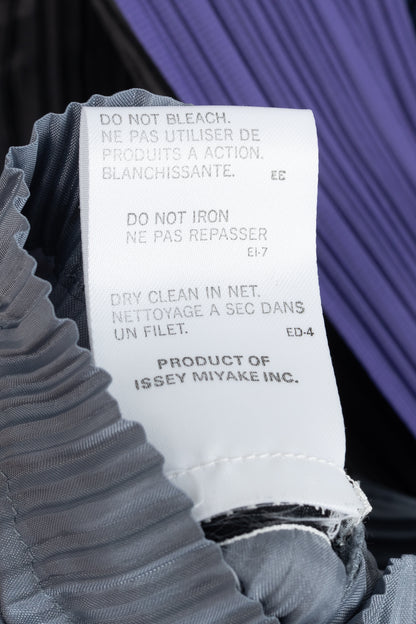 DO NOT BLEACH.
NE PAS UTILISER DE
PRODUITS A ACTION.
BLANCHISSANTE. EE
DO NOT IRON
NE PAS REPASSER
EI-7
DRY CLEAN IN NET.
NETTOYAGE A SEC DANS
UN FILET. ED-4
PRODUCT OF
ISSEY MIYAKE INC.